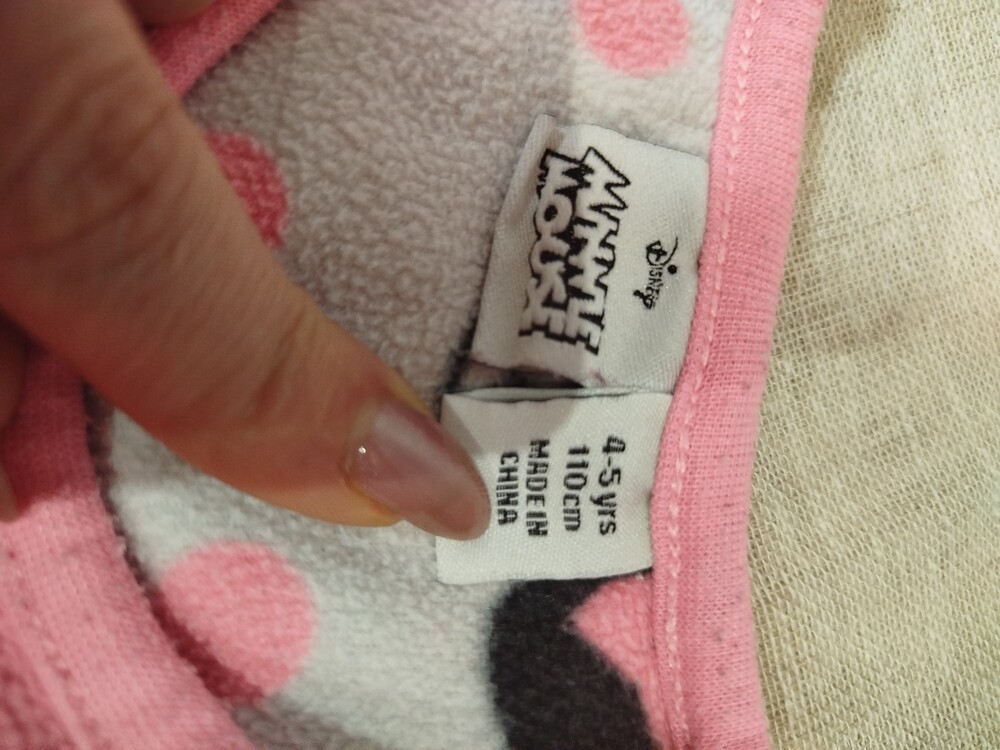 Disney
MINNIE
MOUSE
4-5 yrs
110cm
MADE IN
CHINA